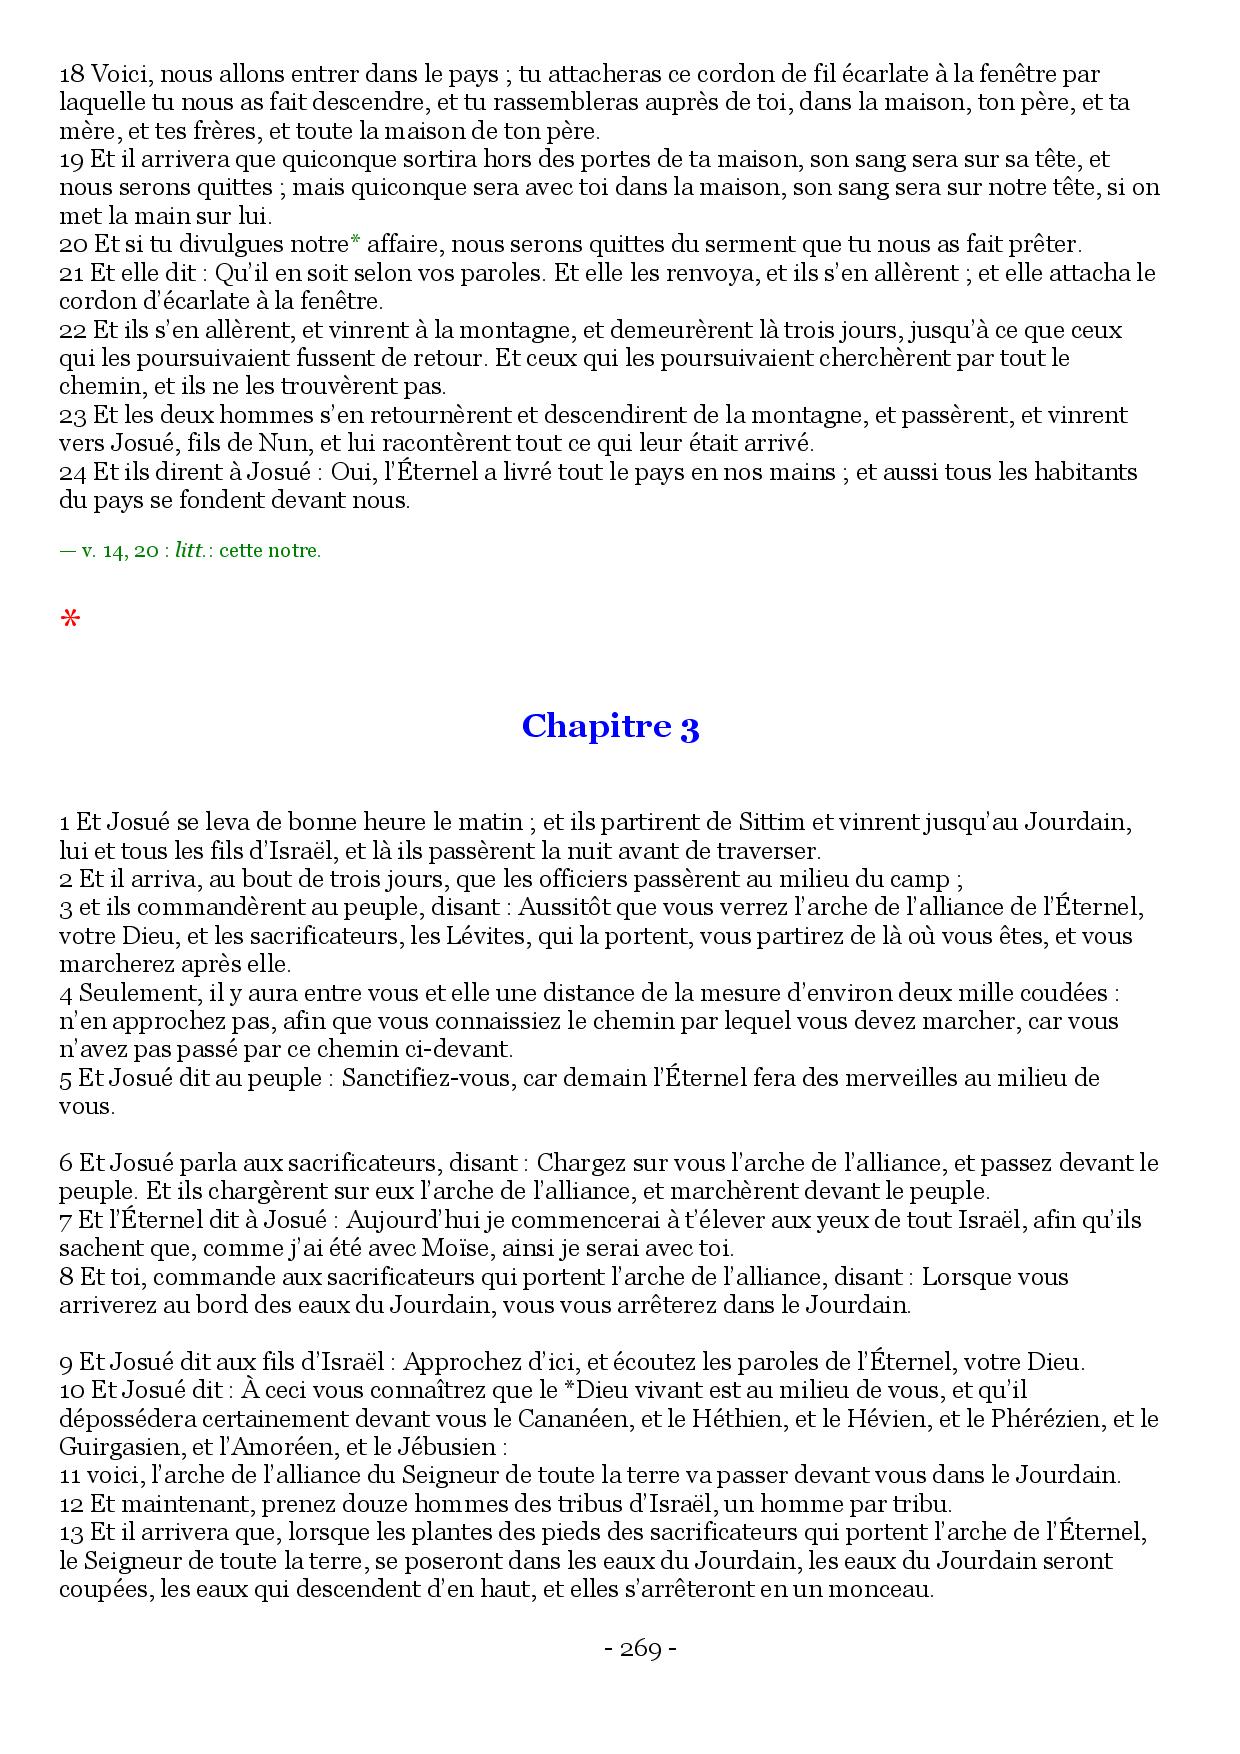 18 Voici, nous allons entrer dans le pays ; tu attacheras ce cordon de fil écarlate à la fenêtre par
laquelle tu nous as fait descendre, et tu rassembleras auprès de toi, dans la maison, ton père, et ta
mère, et tes frères, et toute la maison de ton père.
19 Et il arrivera que quiconque sortira hors des portes de ta maison, son sang sera sur sa tête, et
nous serons quittes ; mais quiconque sera avec toi dans la maison, son sang sera sur notre tête, si on
met la main sur lui.
20 Et si tu divulgues notre* affaire, nous serons quittes du serment que tu nous as fait prêter.
21 Et elle dit : Qu’il en soit selon vos paroles. Et elle les renvoya, et ils s’en allèrent ; et elle attacha le
cordon d’écarlate à la fenêtre.
22 Et ils s’en allèrent, et vinrent à la montagne, et demeurèrent là trois jours, jusqu’à ce que ceux
qui les poursuivaient fussent de retour. Et ceux qui les poursuivaient cherchèrent par tout le
chemin, et ils ne les trouvèrent pas.
23 Et les deux hommes s’en retournèrent et descendirent de la montagne, et passèrent, et vinrent
vers Josué, fils de Nun, et lui racontèrent tout ce qui leur était arrivé.
24 Et ils dirent à Josué : Oui, l’Éternel a livré tout le pays en nos mains ; et aussi tous les habitants
du pays se fondent devant nous.
— v. 14, 20 : litt.: cette notre.
*
Chapitre 3
1 Et Josué se leva de bonne heure le matin ; et ils partirent de Sittim et vinrent jusqu’au Jourdain,
lui et tous les fils d’Israël, et là ils passèrent la nuit avant de traverser.
2 Et il arriva, au bout de trois jours, que les officiers passèrent au milieu du camp ;
3 et ils commandèrent au peuple, disant : Aussitôt que vous verrez l’arche de l’alliance de l’Éternel,
votre Dieu, et les sacrificateurs, les Lévites, qui la portent, vous partirez de là où vous êtes, et vous
marcherez après elle.
4 Seulement, il y aura entre vous et elle une distance de la mesure d’environ deux mille coudées :
n’en approchez pas, afin que vous connaissiez le chemin par lequel vous devez marcher, car vous
n’avez pas passé par ce chemin ci-devant.
5 Et Josué dit au peuple : Sanctifiez-vous, car demain l’Éternel fera des merveilles au milieu de
vous.
6 Et Josué parla aux sacrificateurs, disant : Chargez sur vous l’arche de l’alliance, et passez devant le
peuple. Et ils chargèrent sur eux l’arche de l’alliance, et marchèrent devant le peuple.
7 Et l’Éternel dit à Josué : Aujourd’hui je commencerai à t’élever aux yeux de tout Israël, afin qu’ils
sachent que, comme j’ai été avec Moïse, ainsi je serai avec toi.
8 Et toi, commande aux sacrificateurs qui portent l’arche de l’alliance, disant : Lorsque vous
arriverez au bord des eaux du Jourdain, vous vous arrêterez dans le Jourdain.
9 Et Josué dit aux fils d’Israël : Approchez d’ici, et écoutez les paroles de l’Éternel, votre Dieu.
10 Et Josué dit : À ceci vous connaîtrez que le *Dieu vivant est au milieu de vous, et qu’il
dépossédera certainement devant vous le Cananéen, et le Héthien, et le Hévien, et le Phérézien, et le
Guirgasien, et l’Amoréen, et le Jébusien :
11 voici, l’arche de l’alliance du Seigneur de toute la terre va passer devant vous dans le Jourdain.
12 Et maintenant, prenez douze hommes des tribus d’Israël, un homme par tribu.
13 Et il arrivera que, lorsque les plantes des pieds des sacrificateurs qui portent l’arche de l’Éternel,
le Seigneur de toute la terre, se poseront dans les eaux du Jourdain, les eaux du Jourdain seront
coupées, les eaux qui descendent d’en haut, et elles s’arrêteront en un monceau.
- 269 -